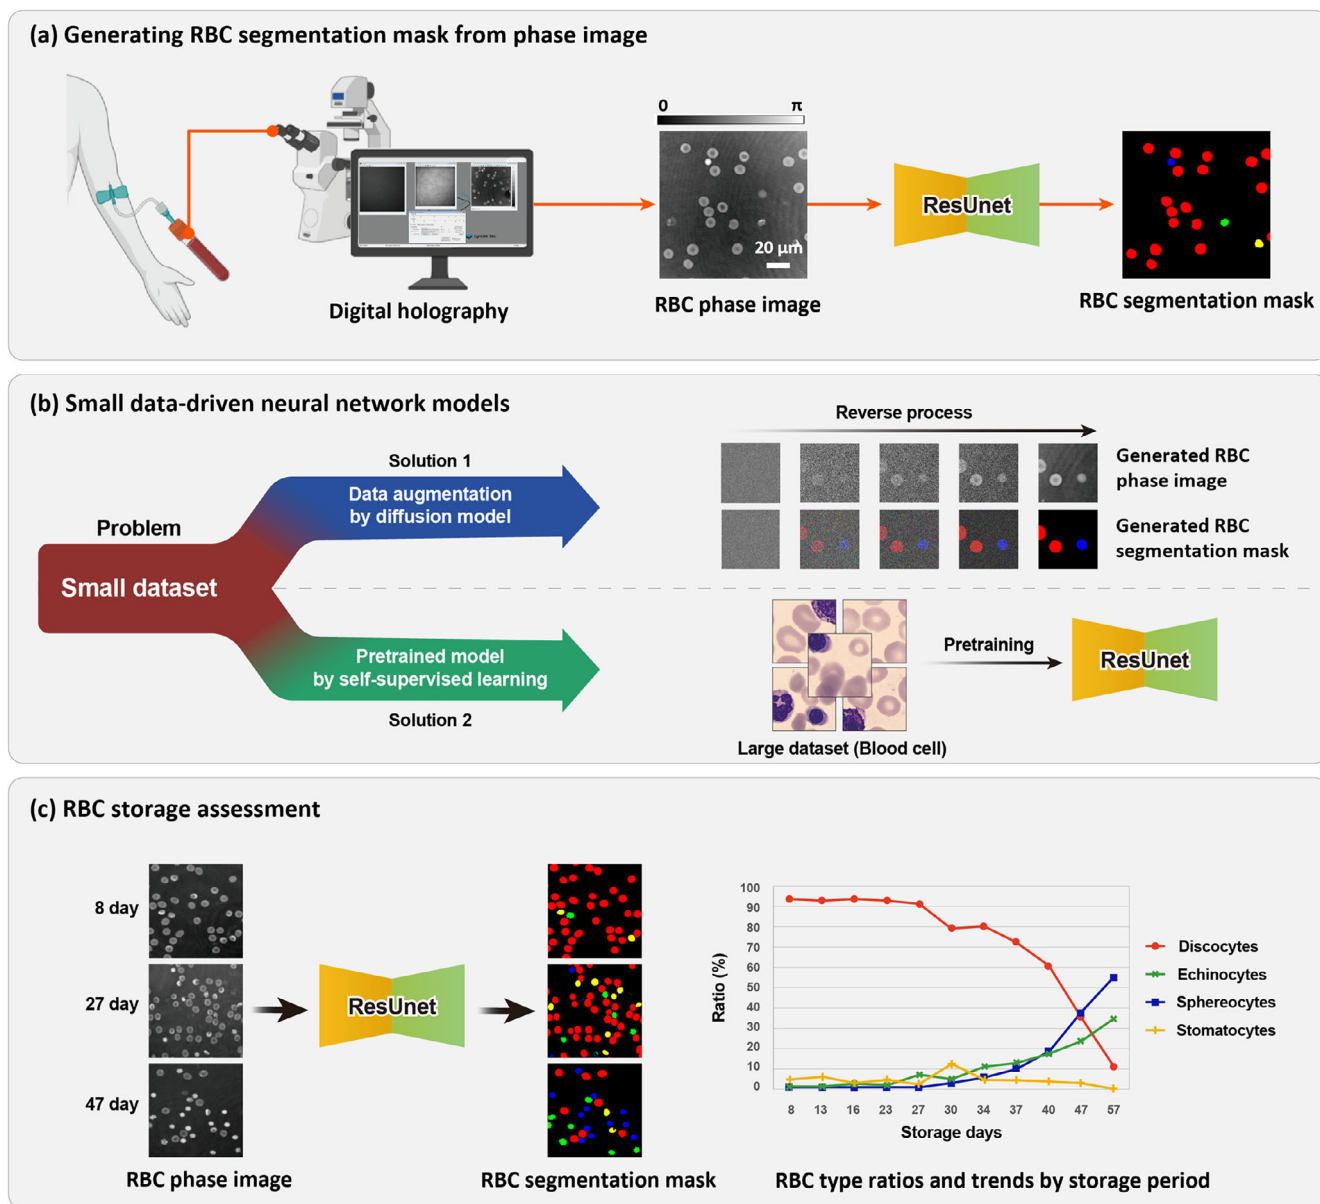 (a) Generating RBC segmentation mask from phase image
0
π
20 µm
ResUnet
Digital holography
RBC phase image
RBC segmentation mask
(b) Small data-driven neural network models
Problem
Small dataset
Solution 1
Data augmentation
by diffusion model
Reverse process
Generated RBC
phase image
Generated RBC
segmentation mask
Pretrained model
by self-supervised learning
Solution 2
Large dataset (Blood cell)
Pretraining
ResUnet
(c) RBC storage assessment
8 day
27 day
47 day
RBC phase image
ResUnet
RBC segmentation mask
Ratio (%)
100
90
80
70
60
50
40
30
20
10
0
8 13 16 23 27 30 34 37 40 47 57
Storage days
Discocytes
Echinocytes
Sphereocytes
Stomatocytes
RBC type ratios and trends by storage period